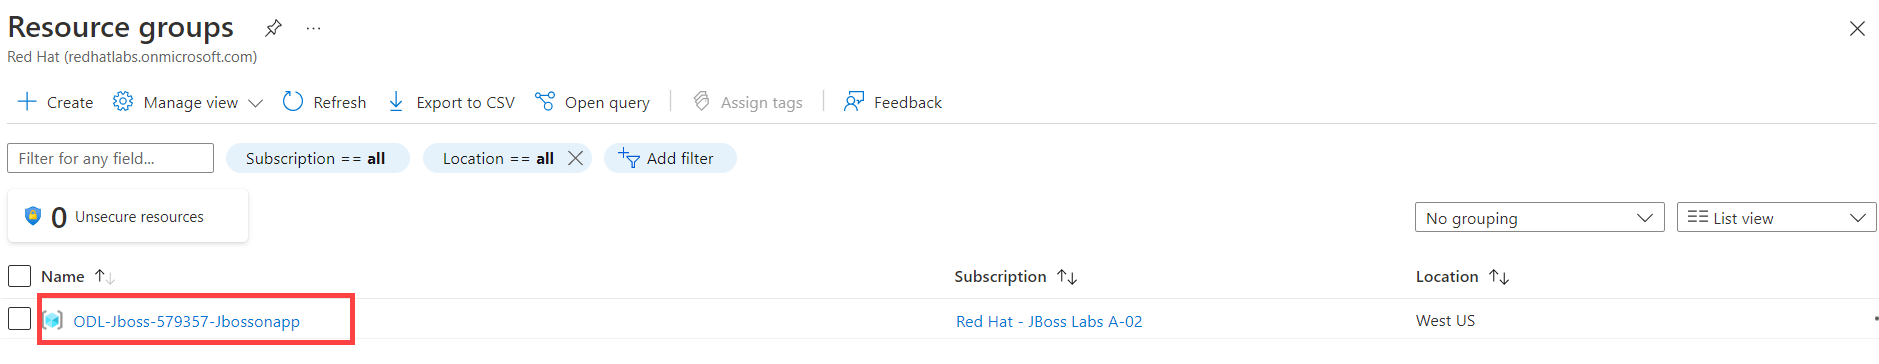 Resource groups
Red Hat (redhatlabs.onmicrosoft.com)
Create Manage view Refresh Export to CSV Open query Assign tags Feedback
Filter for any field... Subscription == all Location == all Add filter
0 Unsecure resources
No grouping List view
Name Subscription Location
ODL-Jboss-579357-Jbossonapp Red Hat - JBoss Labs A-02 West US